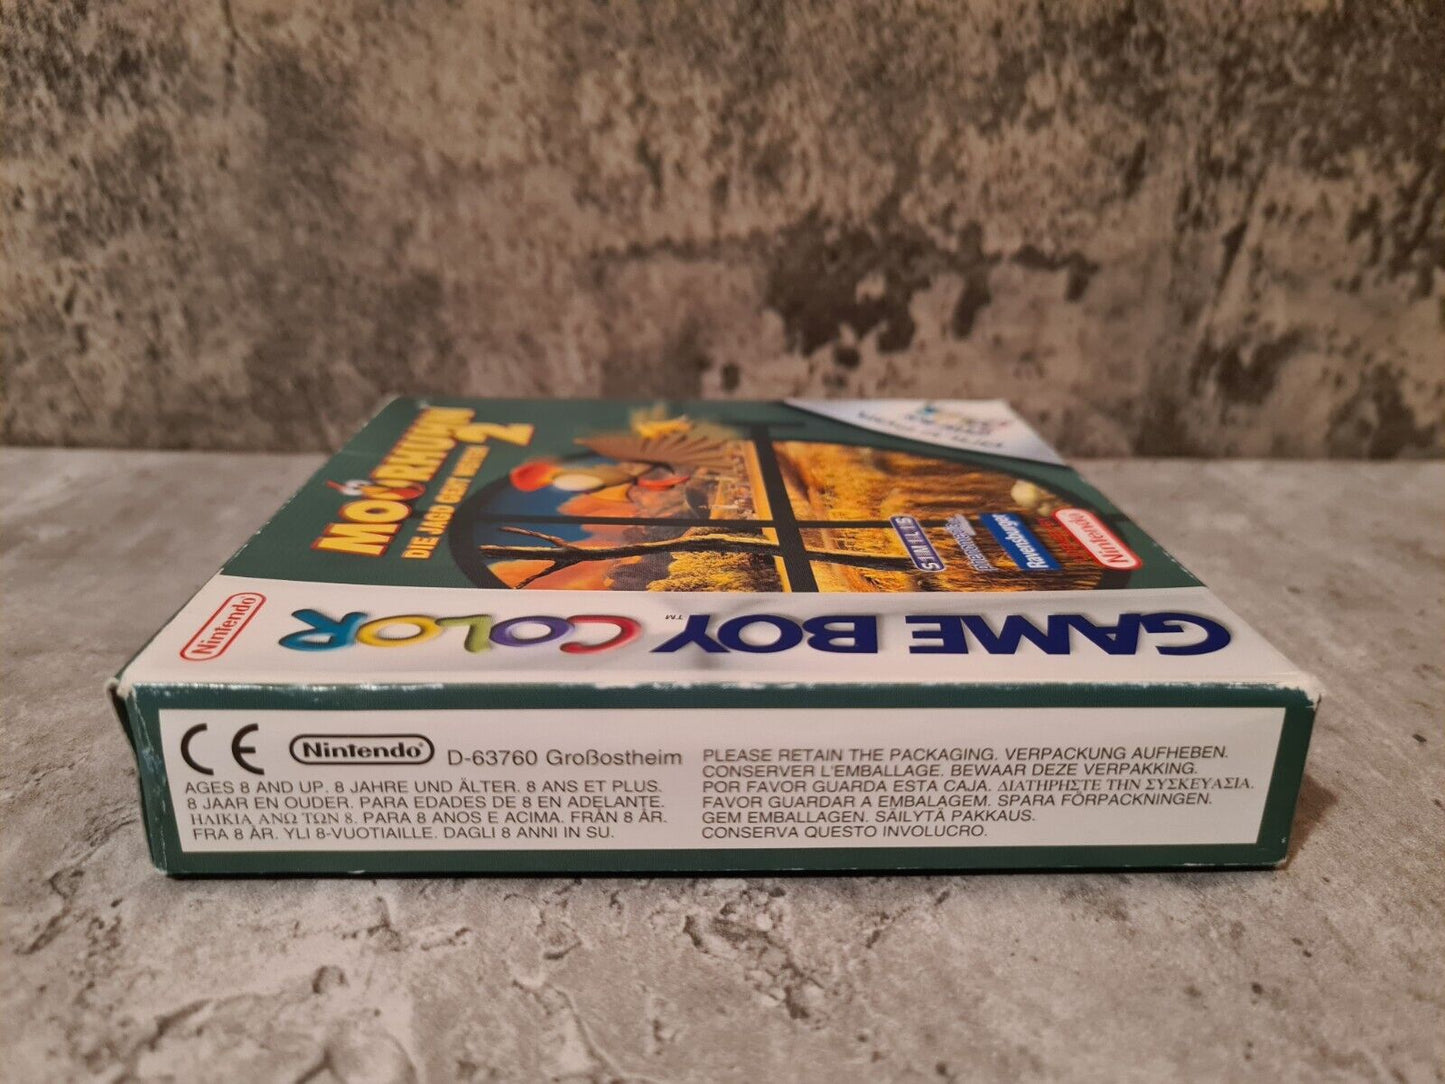 MOORHUHN 2
DIE JAGD GEHT WEITER
SIMILIS
Ravensburger
Nintendo
Nintendo
GAME BOY COLOR
TM
CE
Nintendo D-63760 Großostheim
AGES 8 AND UP. 8 JAHRE UND ÄLTER. 8 ANS ET PLUS.
8 JAAR EN OUDER. PARA EDADES DE 8 EN ADELANTE.
ΗΛΙΚΙΑ ΑΝΩ ΤΩΝ 8. PARA 8 ANOS E ACIMA. FRÅN 8 ÅR.
FRA 8 ÅR. YLI 8-VUOTIAILLE. DAGLI 8 ANNI IN SU.
PLEASE RETAIN THE PACKAGING. VERPACKUNG AUFHEBEN.
CONSERVER L'EMBALLAGE. BEWAAR DEZE VERPAKKING.
POR FAVOR GUARDA ESTA CAJA. ΔΙΑΤΗΡΗΣΤΕ ΤΗΝ ΣΥΣΚΕΥΑΣΙΑ.
FAVOR GUARDAR A EMBALAGEM. SPARA FÖRPACKNINGEN.
GEM EMBALLAGEN. SÄILYTÄ PAKKAUS.
CONSERVA QUESTO INVOLUCRO.